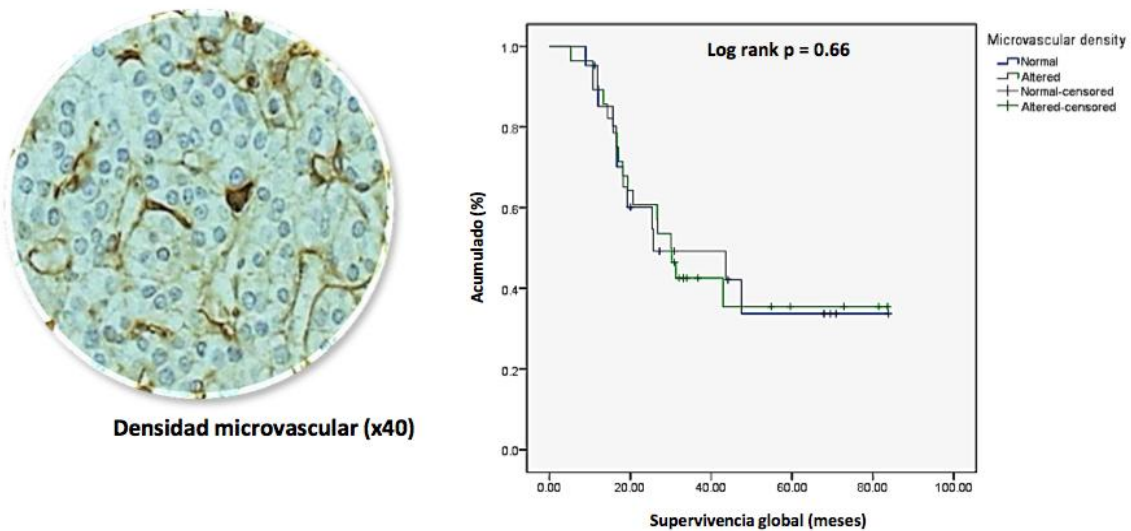 Densidad microvascular (x40)
Log rank p = 0.66
Acumulado (%)
1.0
0.8
0.6
0.4
0.2
0.0
0.00
20.00
40.00
60.00
80.00
100.00
Supervivencia global (meses)
Microvascular density
Normal
Altered
Normal-censored
Altered-censored